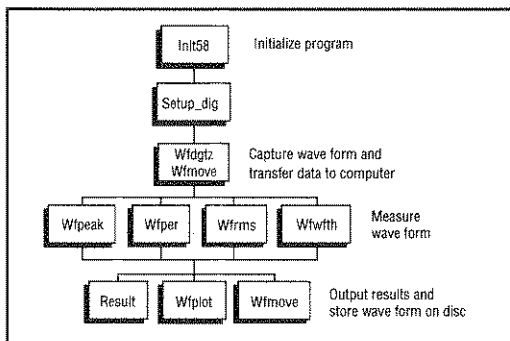 Init58
Initialize program
Setup_dig
Wfdgtz
Wfmove
Capture wave form and
transfer data to computer
Wfpeak
Wfper
Wfrms
Wfwfth
Measure
wave form
Result
Wfplot
Wfmove
Output results and
store wave form on disc